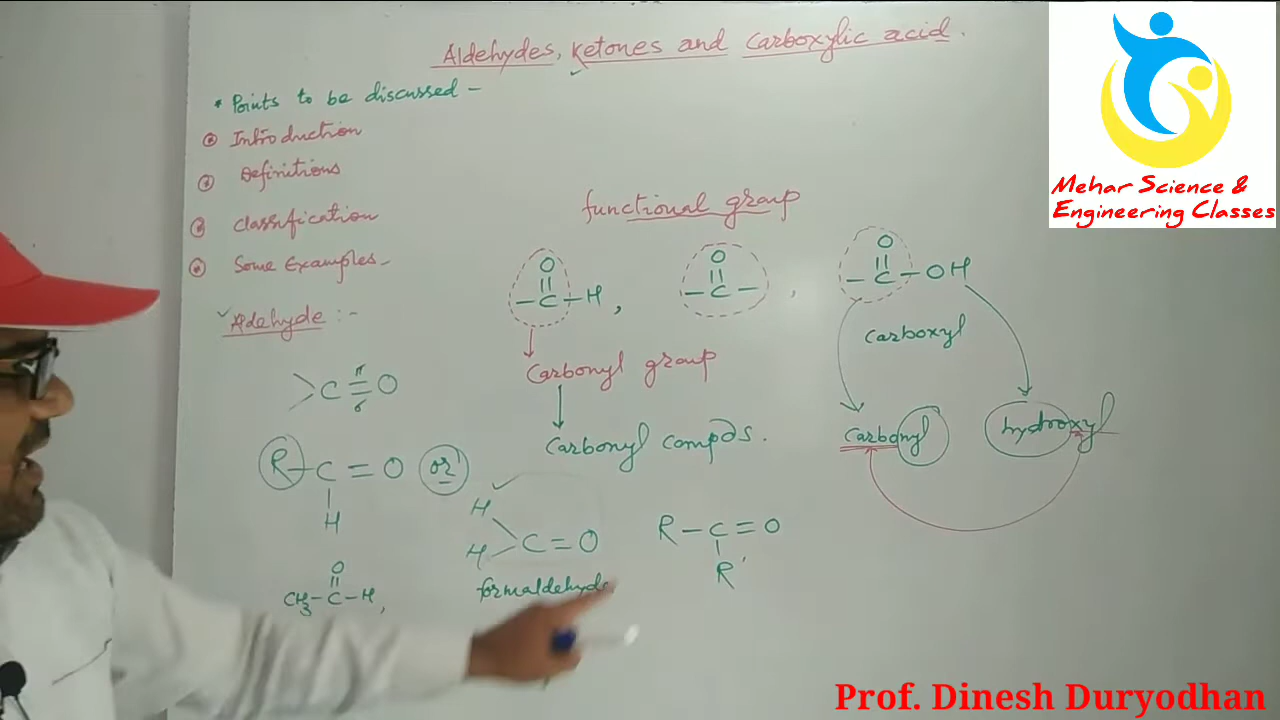 Aldehydes, Ketones and Carboxylic acid.
* Points to be discussed -
Introduction
Definitions
Classification
Some Examples-
Mehar Science &
Engineering Classes
functional group
O
-C-H,
O
-C-
,
O
-C-OH
Carboxyl
Carbonyl group
Carbonyl compds.
Carbonyl
hydroxyl
Aldehyde :-
C
π
=
σ
O
R-C=O
H
or
H
H
C=O
formaldehyde
R-C=O
R'
O
CH3-C-H,
Prof. Dinesh Duryodhan